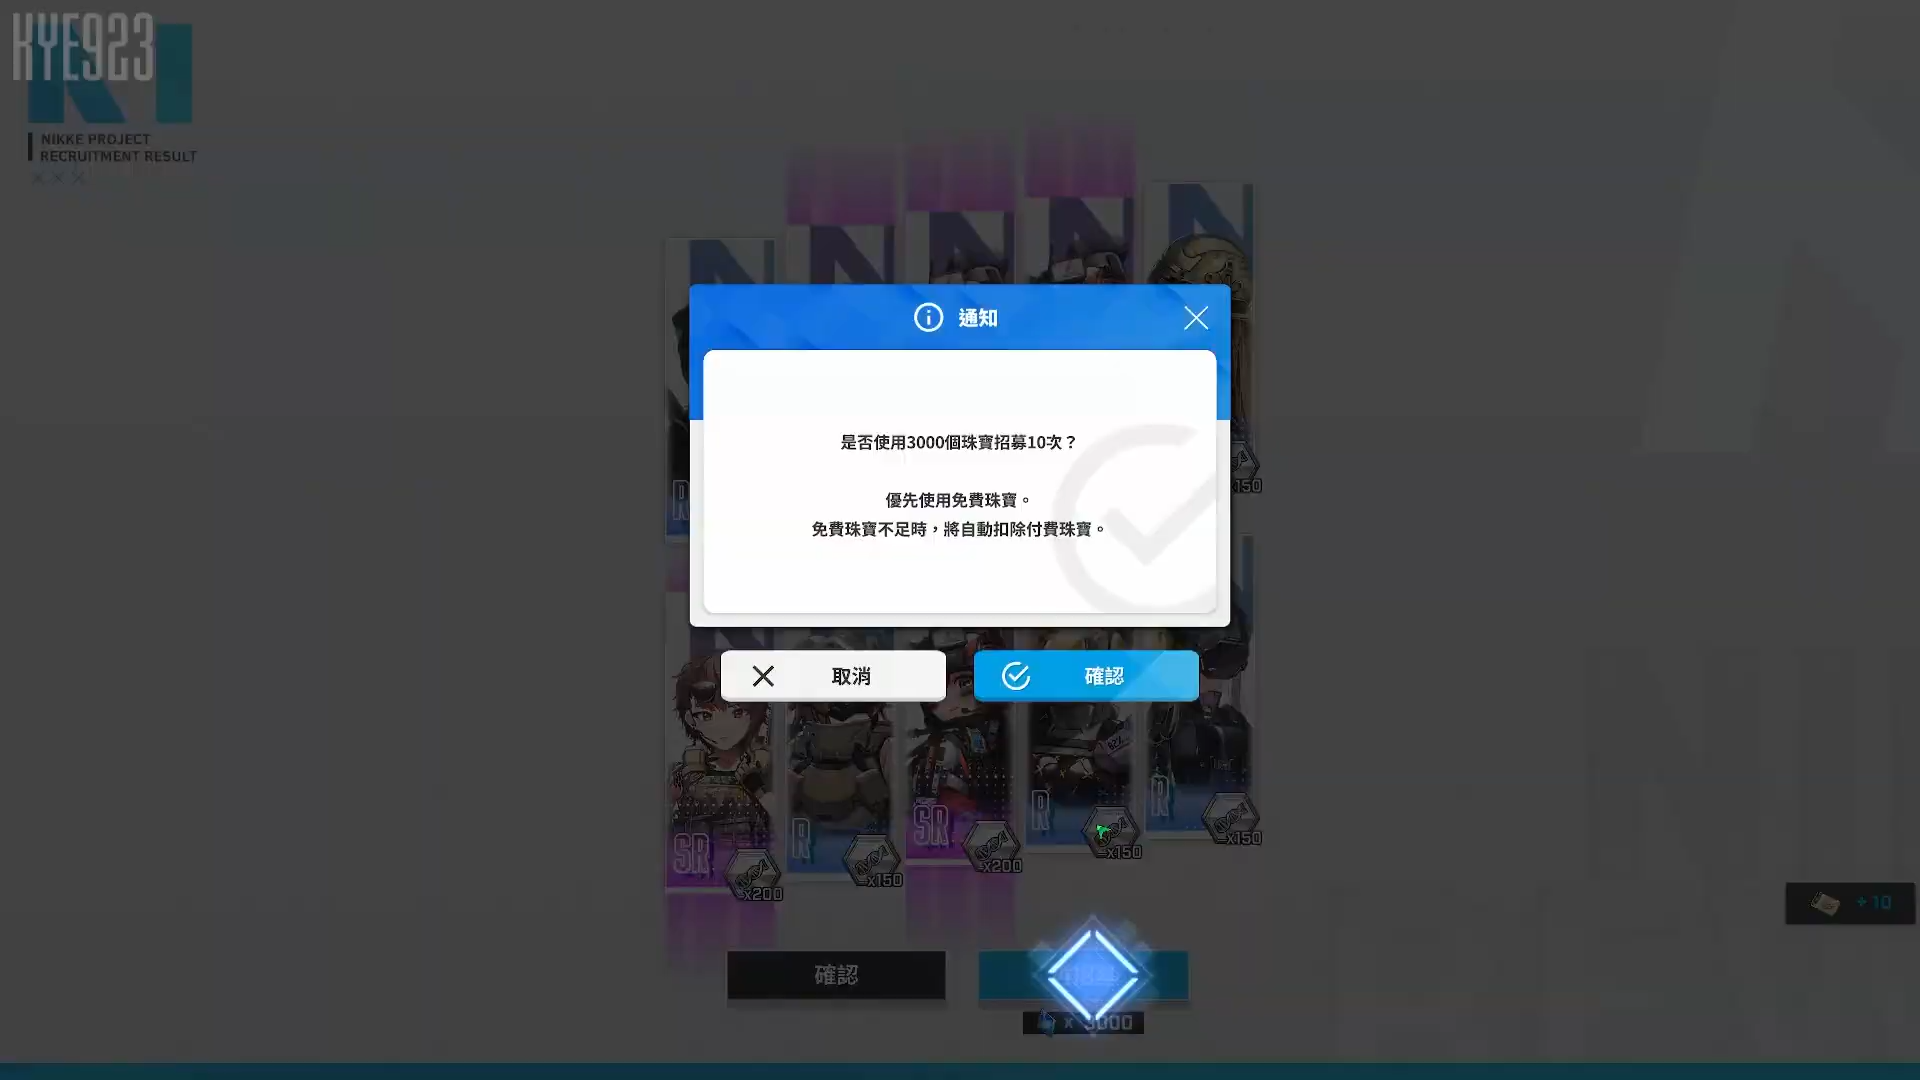 KYE923
NIKKE PROJECT
RECRUITMENT RESULT
通知
是否使用3000個珠寶招募10次？
優先使用免費珠寶。
免費珠寶不足時，將自動扣除付費珠寶。
取消
確認
R
x150
SR
x200
R
x150
SR
x200
R
x150
R
x150
+10
確認
x 3000